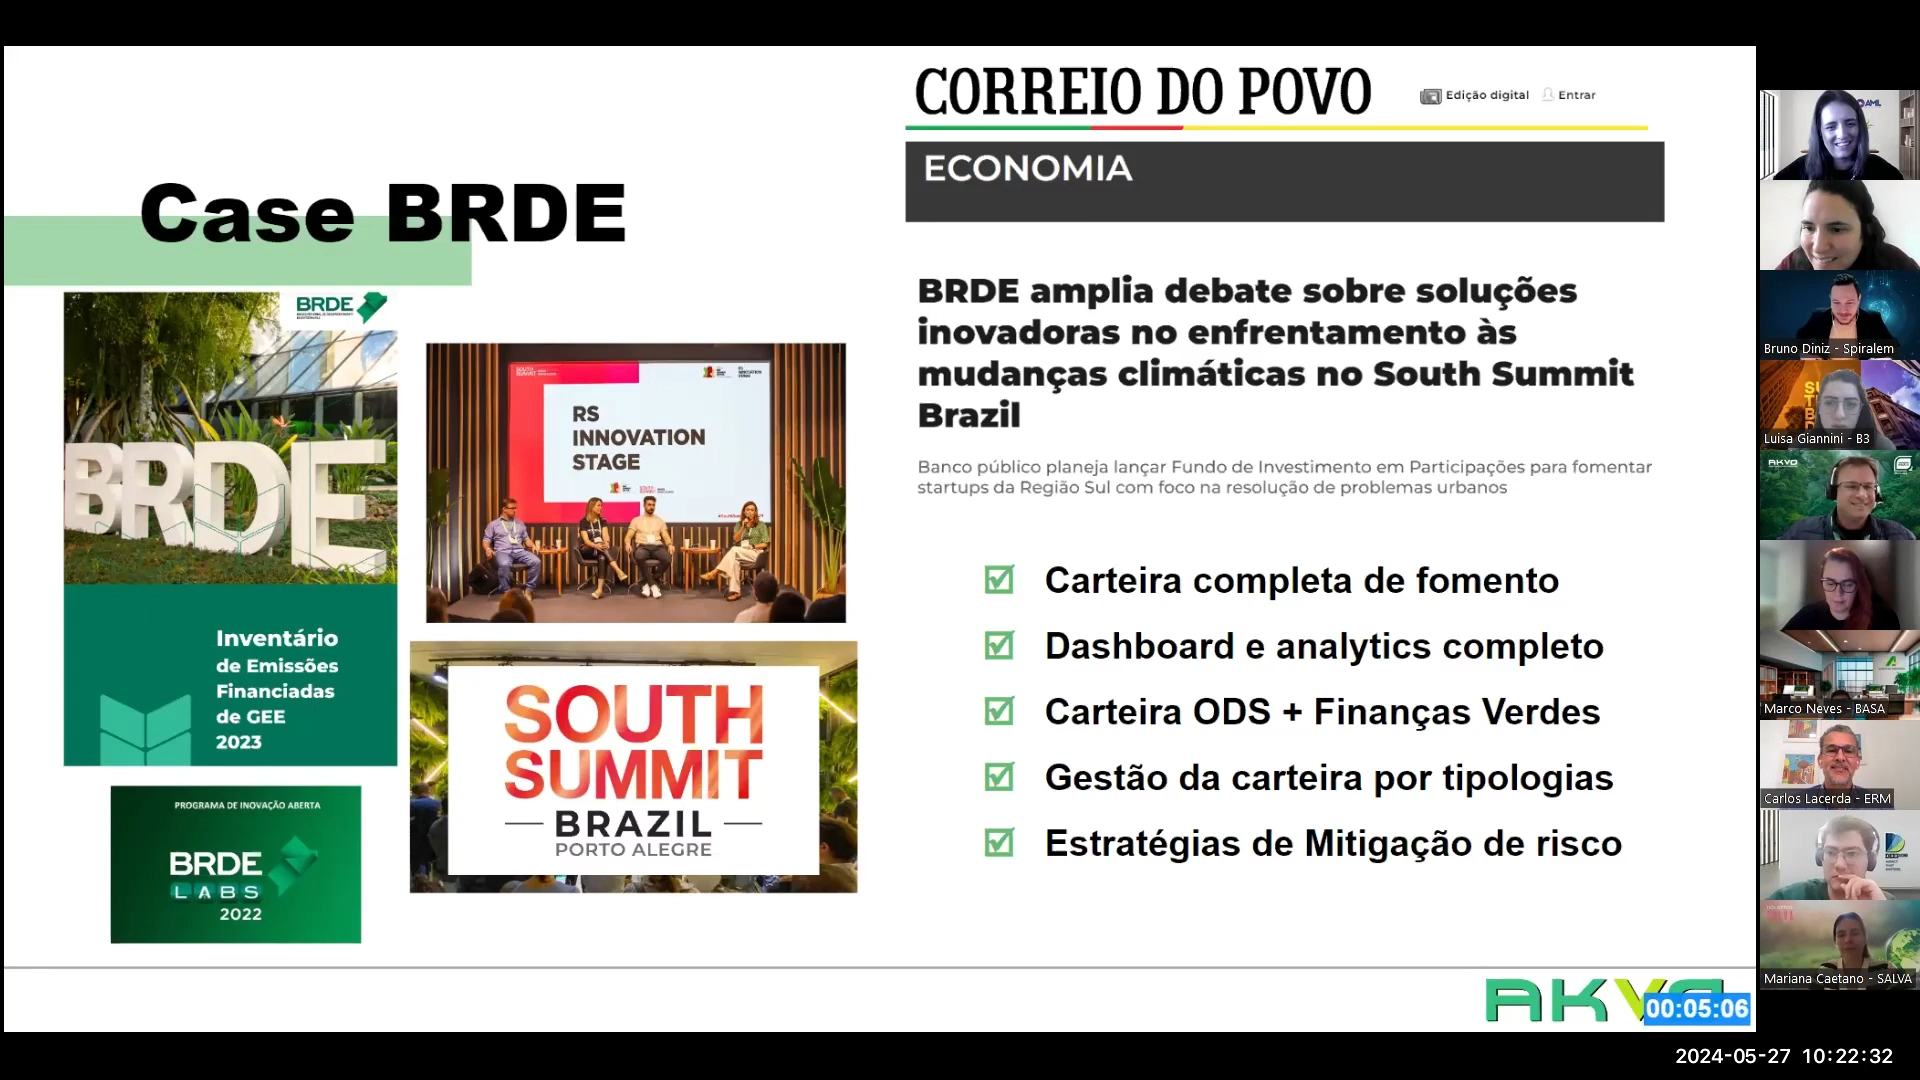 Case BRDE
BRDE
BRDE
Inventário
de Emissões
Financiadas
de GEE
2023
PROGRAMA DE INOVAÇÃO ABERTA
BRDE
LABS
2022
SOUTH
SUMMIT
RS
INNOVATION
STAGE
SOUTH
SUMMIT
BRAZIL
PORTO ALEGRE
CORREIO DO POVO
Edição digital
Entrar
ECONOMIA
BRDE amplia debate sobre soluções
inovadoras no enfrentamento às
mudanças climáticas no South Summit
Brazil
Banco público planeja lançar Fundo de Investimento em Participações para fomentar
startups da Região Sul com foco na resolução de problemas urbanos
Carteira completa de fomento
Dashboard e analytics completo
Carteira ODS + Finanças Verdes
Gestão da carteira por tipologias
Estratégias de Mitigação de risco
00:05:06
AML
Bruno Diniz - Spiralem
Luisa Giannini - B3
AKVO
Marco Neves - BASA
Carlos Lacerda - ERM
SALVA
Mariana Caetano - SALVA
2024-05-27 10:22:32